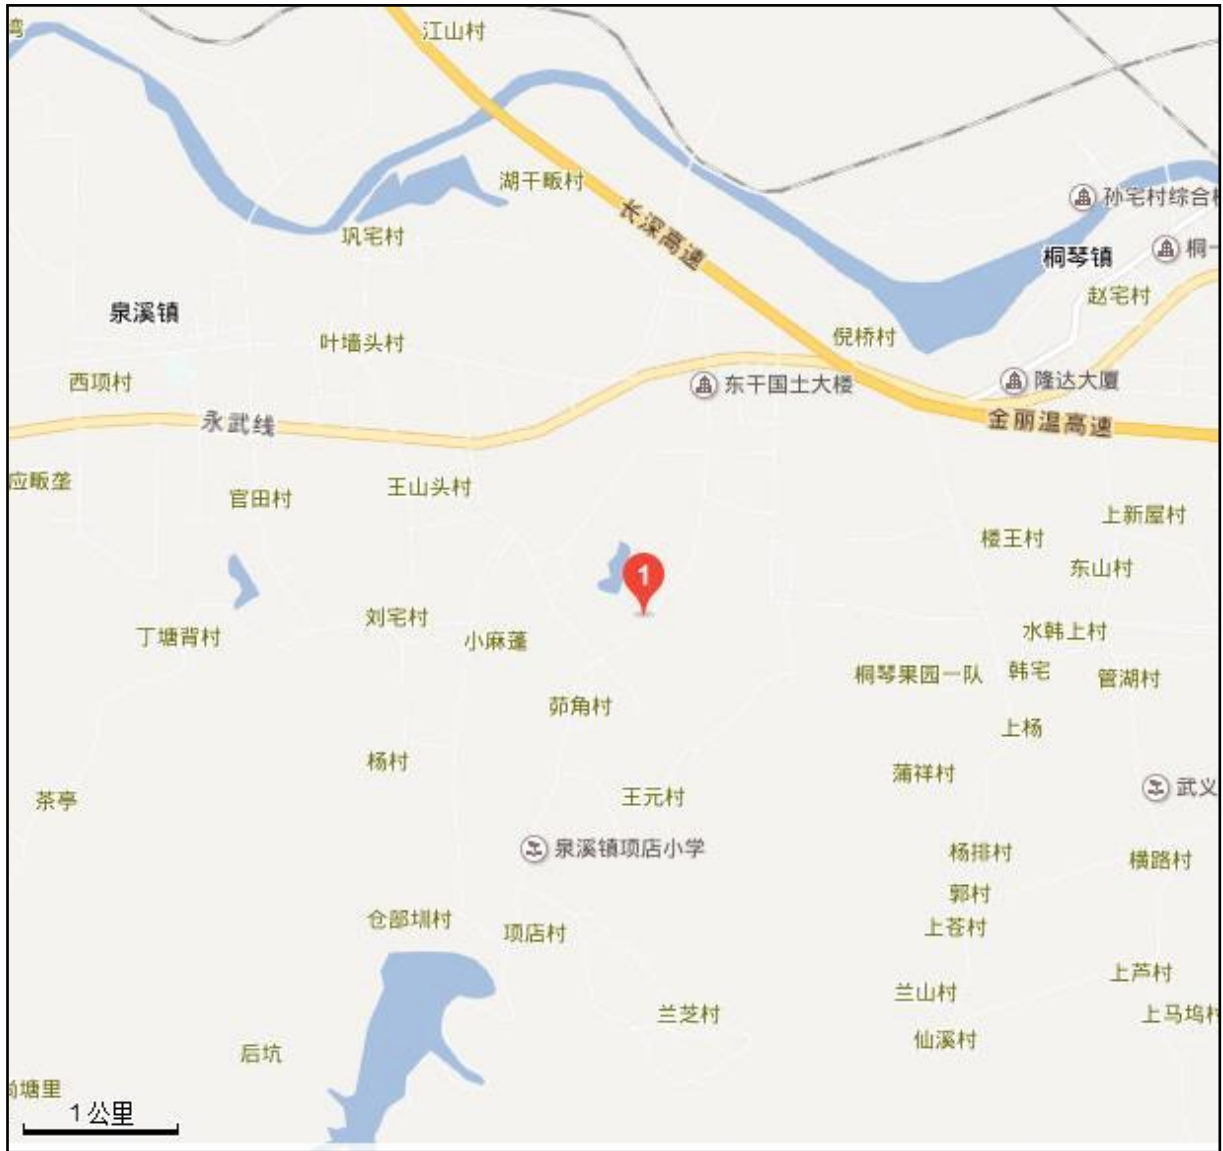 湾
江山村
湖干畈村
长深高速
孙宅村综合
巩宅村
桐琴镇
桐一
赵宅村
泉溪镇
叶墙头村
倪桥村
西项村
东干国土大楼
隆达大厦
永武线
金丽温高速
应畈垄
王山头村
官田村
上新屋村
楼王村
东山村
1
刘宅村
丁塘背村
小麻蓬
水韩上村
桐琴果园一队
韩宅
管湖村
茆角村
上杨
杨村
蒲祥村
茶亭
王元村
武义
泉溪镇项店小学
杨排村
横路村
郭村
仓部圳村
项店村
上苍村
上芦村
兰山村
兰芝村
上马坞村
仙溪村
后坑
塘里
1公里